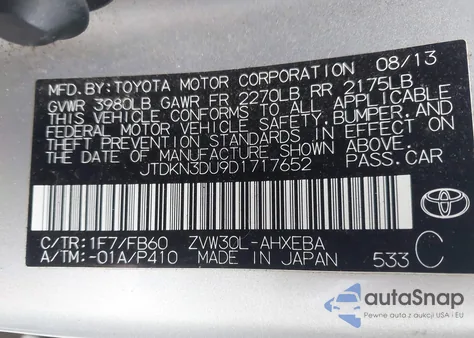 MFD. BY: TOYOTA MOTOR CORPORATION 08/13
GVWR 3980LB GAWR FR 2270LB RR 2175LB
THIS VEHICLE CONFORMS TO ALL APPLICABLE
FEDERAL MOTOR VEHICLE SAFETY, BUMPER, AND
THEFT PREVENTION STANDARDS IN EFFECT ON
THE DATE OF MANUFACTURE SHOWN ABOVE.
JTDKN3DU9D1717652 PASS.CAR
C/TR: 1F7/FB60 ZVW30L-AHXEBA
A/TM: -01A/P410 MADE IN JAPAN 533 C
TOYOTA
autaSnap
Pewne auta z aukcji USA i EU